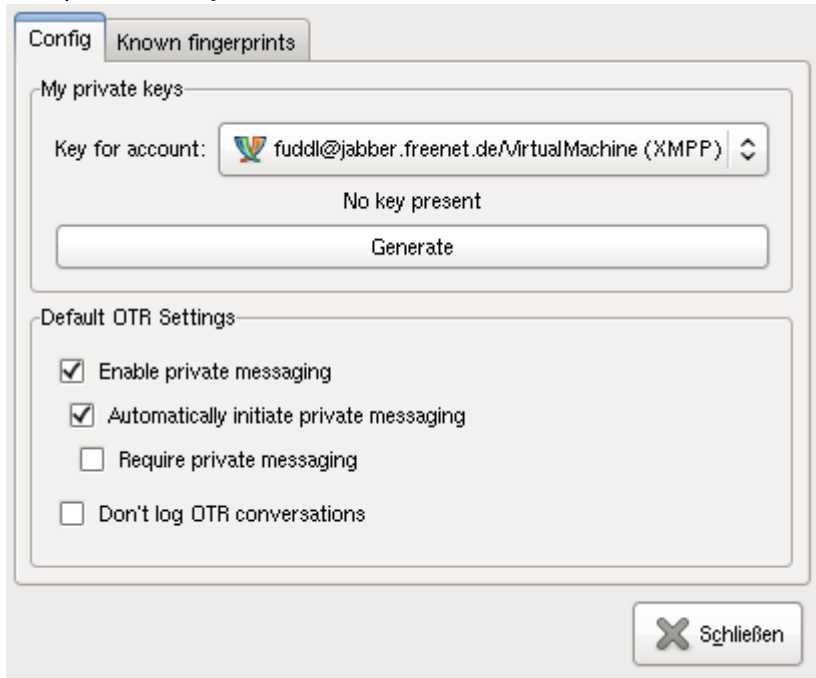 Config Known fingerprints
My private keys
Key for account: fuddl@jabber.freenet.de/VirtualMachine (XMPP)
No key present
Generate
Default OTR Settings
Enable private messaging
Automatically initiate private messaging
Require private messaging
Don't log OTR conversations
Schließen